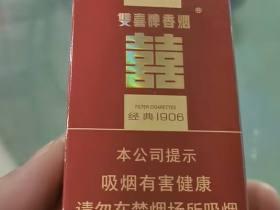 雙喜牌香烟®
囍
FILTER CIGARETTES
经典1906
本公司提示
吸烟有害健康
请勿在禁烟场所吸烟